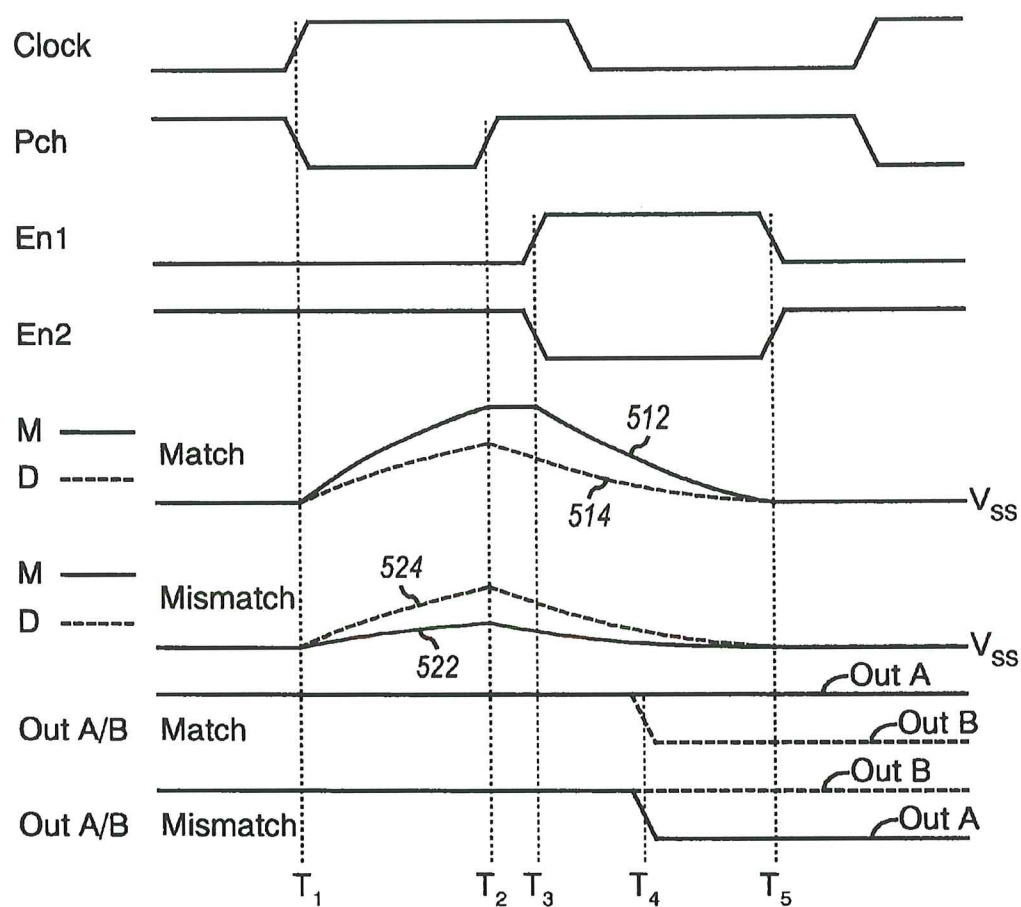 Clock
Pch
En1
En2
M
D
Match
512
514
VSS
M
D
Mismatch
524
522
VSS
Out A/B Match
Out A
Out B
Out A/B Mismatch
Out B
Out A
T1 T2 T3 T4 T5